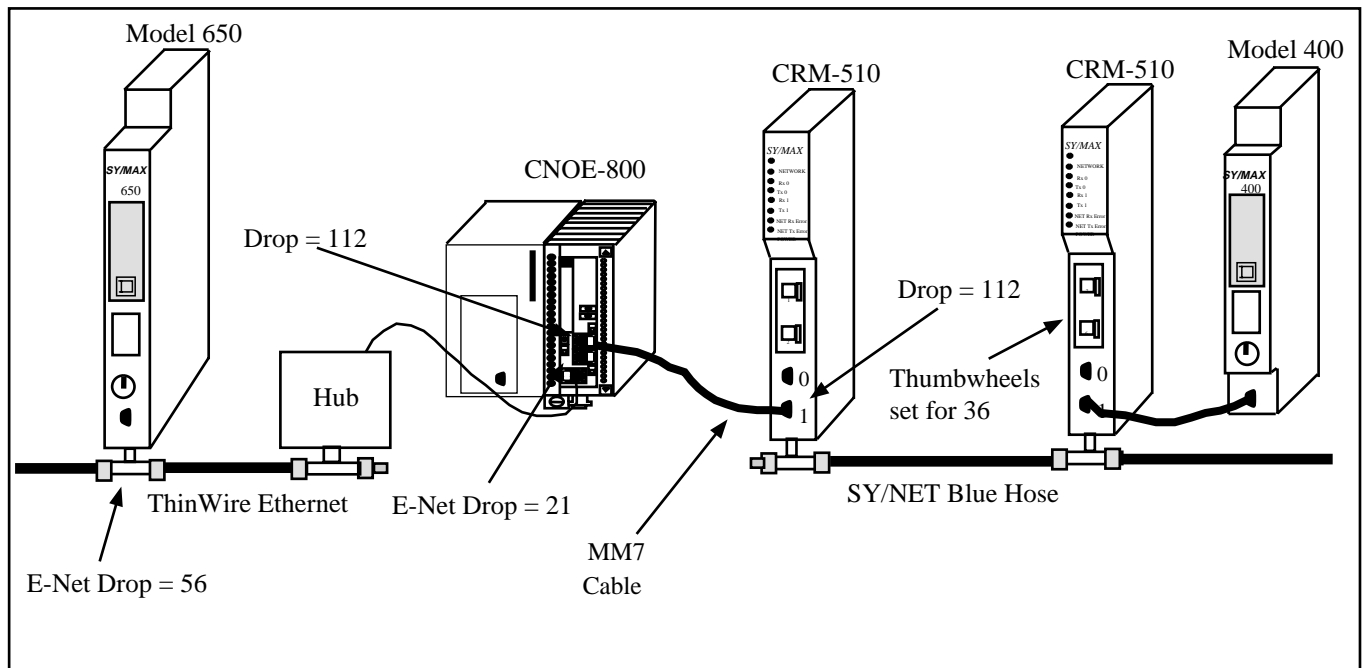 Model 650
CRM-510
CRM-510
Model 400
CNOE-800
SY/MAX
650
SY/MAX
NETWORK
Rx 0
Tx 0
Rx 1
Tx 1
NET Rx Error
NET Tx Error
SY/MAX
NETWORK
Rx 0
Tx 0
Rx 1
Tx 1
NET Rx Error
NET Tx Error
SY/MAX
400
Drop = 112
Drop = 112
Hub
0
1
Thumbwheels
set for 36
0
1
ThinWire Ethernet
E-Net Drop = 21
SY/NET Blue Hose
MM7
Cable
E-Net Drop = 56